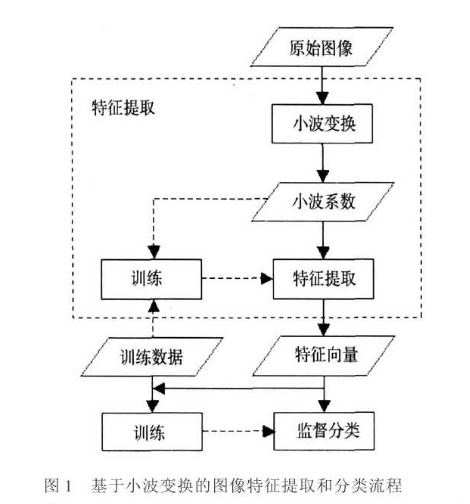 原始图像
特征提取
小波变换
小波系数
训练
特征提取
训练数据
特征向量
训练
监督分类
图 1 基于小波变换的图像特征提取和分类流程